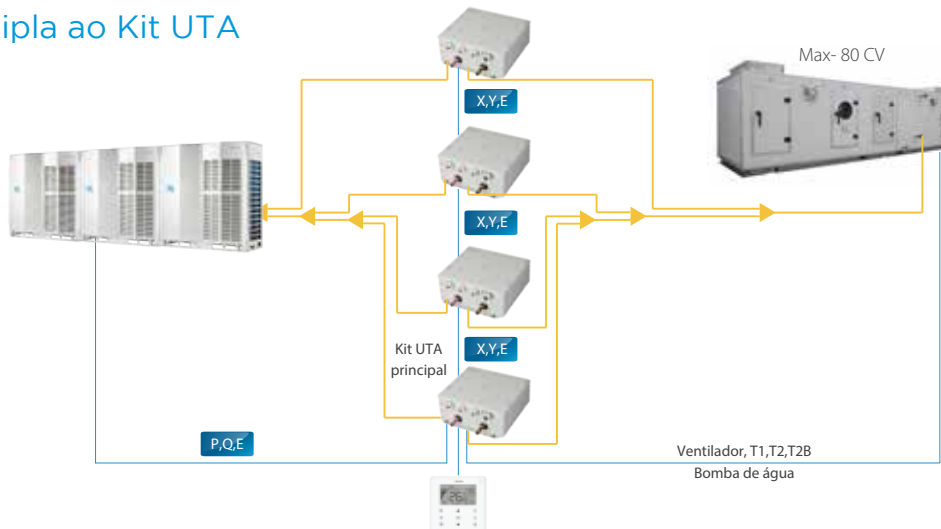 ipla ao Kit UTA
Max- 80 CV
X,Y,E
X,Y,E
X,Y,E
Kit UTA
principal
P,Q,E
Ventilador, T1,T2,T2B
Bomba de água